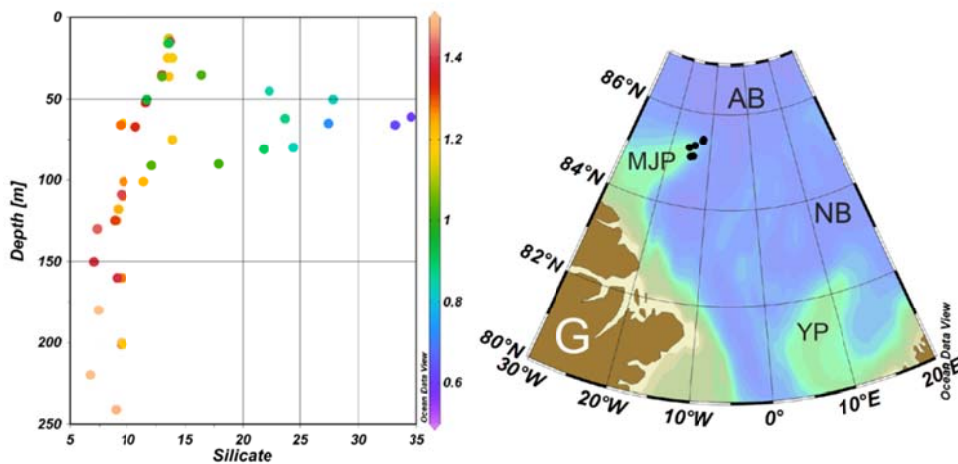 0
50
100
150
200
250
Depth [m]
5
10
15
20
25
30
35
Silicate
1.4
1.2
1
0.8
0.6
Ocean Data View
86°N
84°N
82°N
80°N
30°W
20°W
10°W
0°
10°E
20°E
AB
MJP
NB
YP
G
Ocean Data View